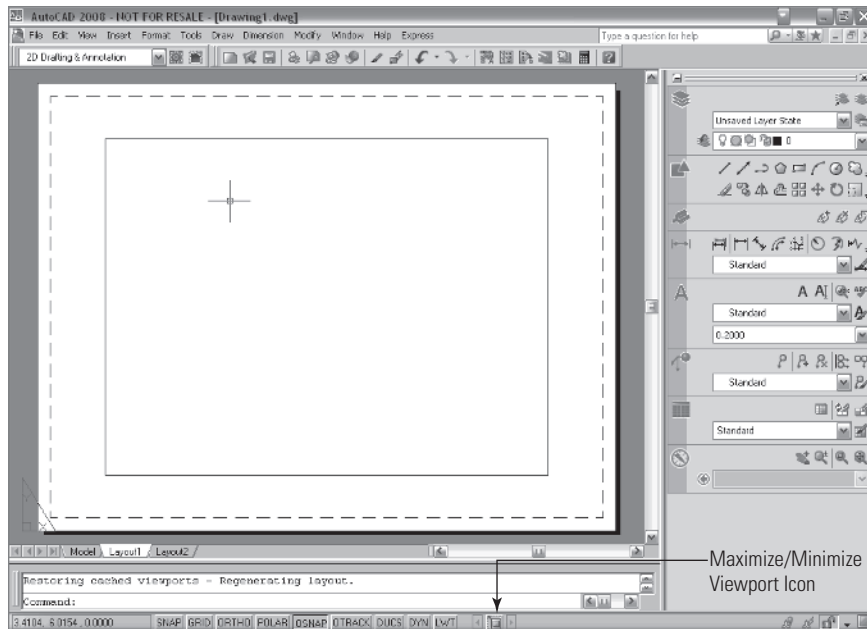 AutoCAD 2008 - NOT FOR RESALE - [Drawing1.dwg]
File Edit View Insert Format Tools Draw Dimension Modify Window Help Express
Type a question for help
2D Drafting & Annotation
Unsaved Layer State
0
Standard
A AI ABC
Standard
0.2000
Standard
Standard
Model Layout1 Layout2
Restoring cached viewports - Regenerating layout.
Command:
3.4104, 6.0154, 0.0000 SNAP GRID ORTHO POLAR OSNAP OTRACK DUCS DYN LWT
Maximize/Minimize
Viewport Icon